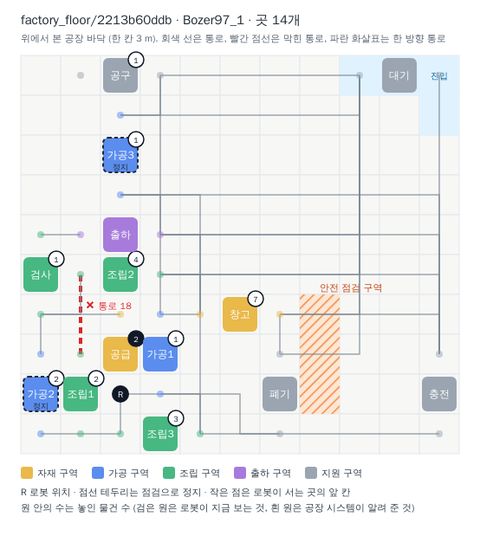 factory_floor/2213b60ddb · Bozer97_1 · 곳 14개
위에서 본 공장 바닥 (한 칸 3 m). 회색 선은 통로, 빨간 점선은 막힌 통로, 파란 화살표는 한 방향 통로
공구 1
대기
진입
가공3 1
정지
출하
검사 1
조립2 4
안전 점검 구역
✕ 통로 18
창고 7
공급 2
가공1 1
가공2 2
정지
조립1 2
R
폐기
충전
조립3 3
자재 구역
가공 구역
조립 구역
출하 구역
지원 구역
R 로봇 위치 · 점선 테두리는 점검으로 정지 · 작은 점은 로봇이 서는 곳의 앞 칸
원 안의 수는 놓인 물건 수 (검은 원은 로봇이 지금 보는 것, 흰 원은 공장 시스템이 알려 준 것)